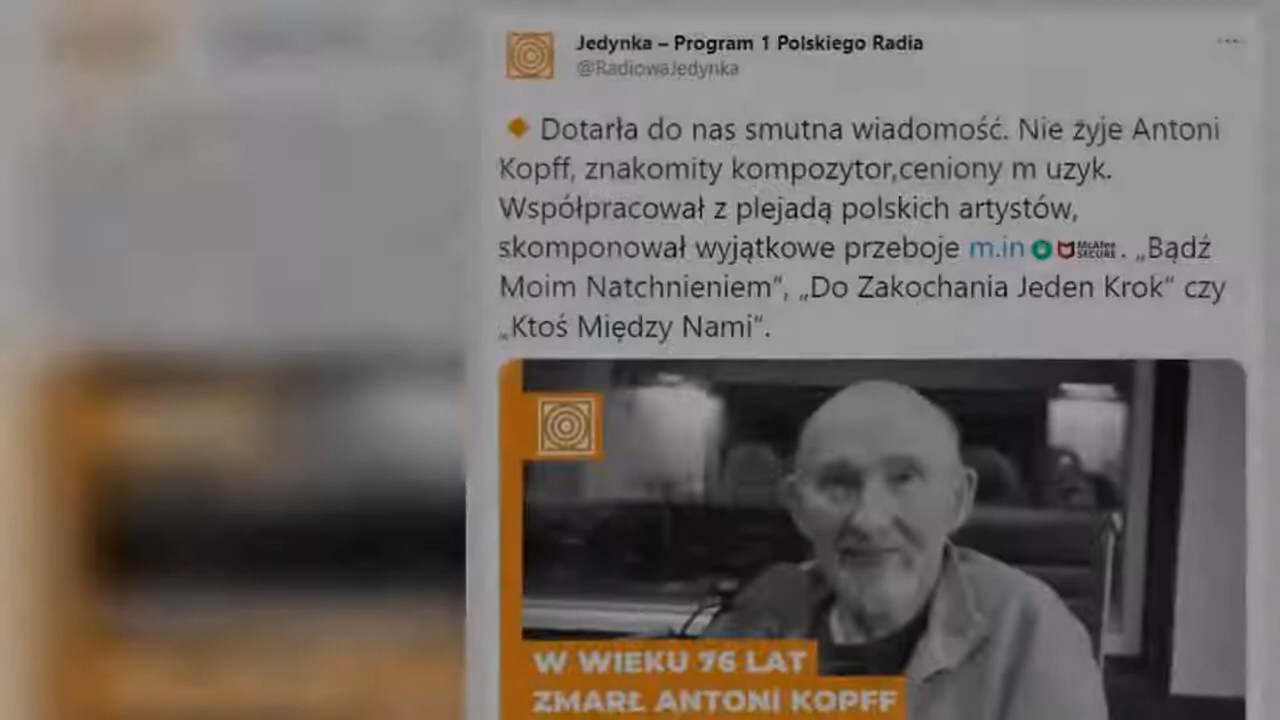 Jedynka – Program 1 Polskiego Radia
@RadiowaJedynka
Dotarła do nas smutna wiadomość. Nie żyje Antoni
Kopff, znakomity kompozytor,ceniony m uzyk.
Współpracował z plejadą polskich artystów,
skomponował wyjątkowe przeboje m.in McAfee SECURE . „Bądź
Moim Natchnieniem”, „Do Zakochania Jeden Krok” czy
„Ktoś Między Nami”.
W WIEKU 76 LAT
ZMARŁ ANTONI KOPFF